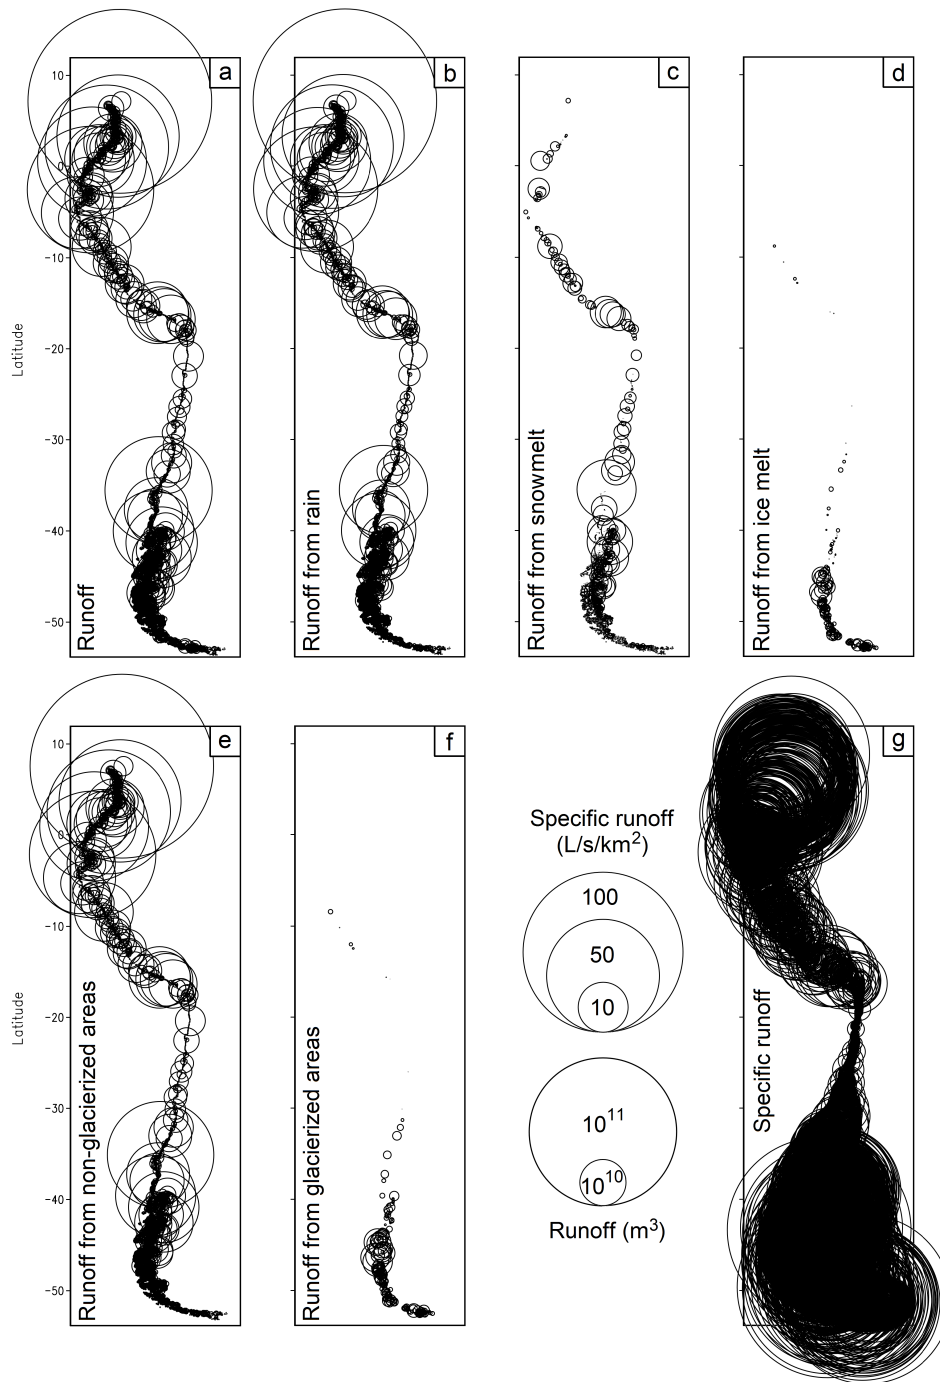 a
b
c
d
10
0
−10
−20
−30
−40
−50
Latitude
Runoff
Runoff from rain
Runoff from snowmelt
Runoff from ice melt
e
f
g
10
0
−10
−20
−30
−40
−50
Latitude
Runoff from non-glacierized areas
Runoff from glacierized areas
Specific runoff
(L/s/km²)
100
50
10
10¹¹
10¹⁰
Runoff (m³)
Specific runoff